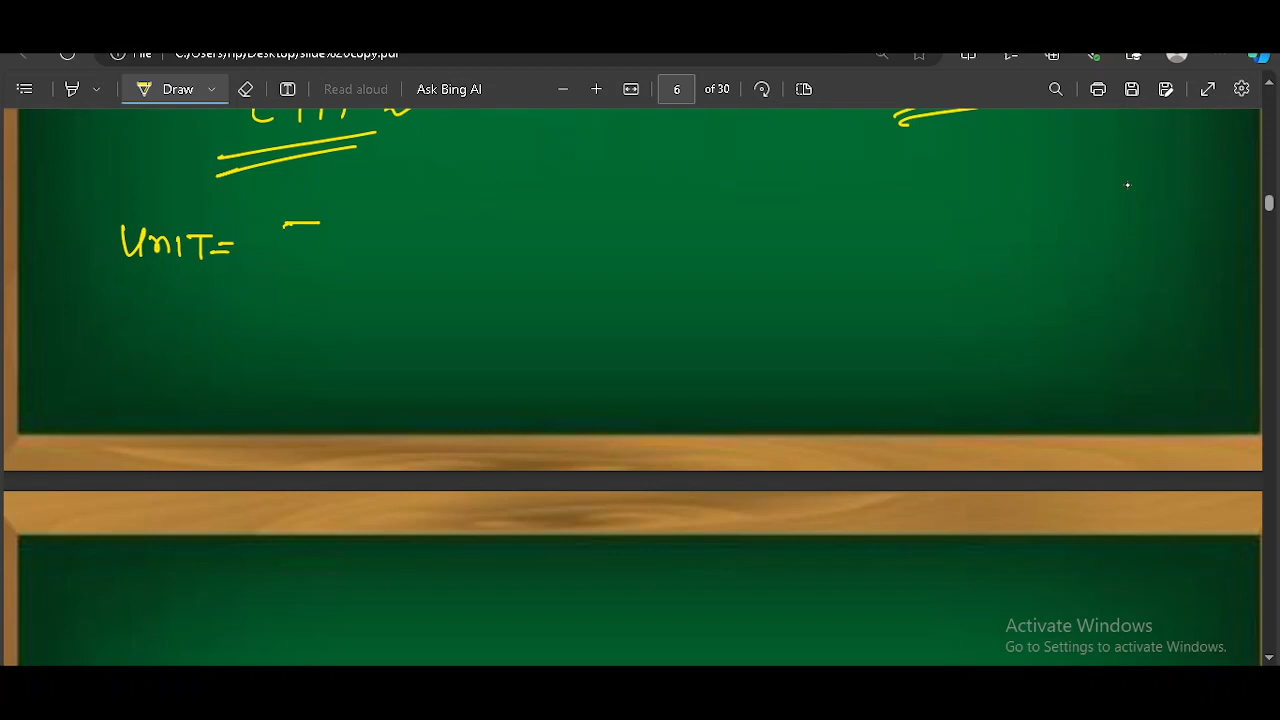 File C:/Users/hp/Desktop/slide%20copy.pdf
Draw Read aloud Ask Bing AI 6 of 30
UNIT=
Activate Windows
Go to Settings to activate Windows.